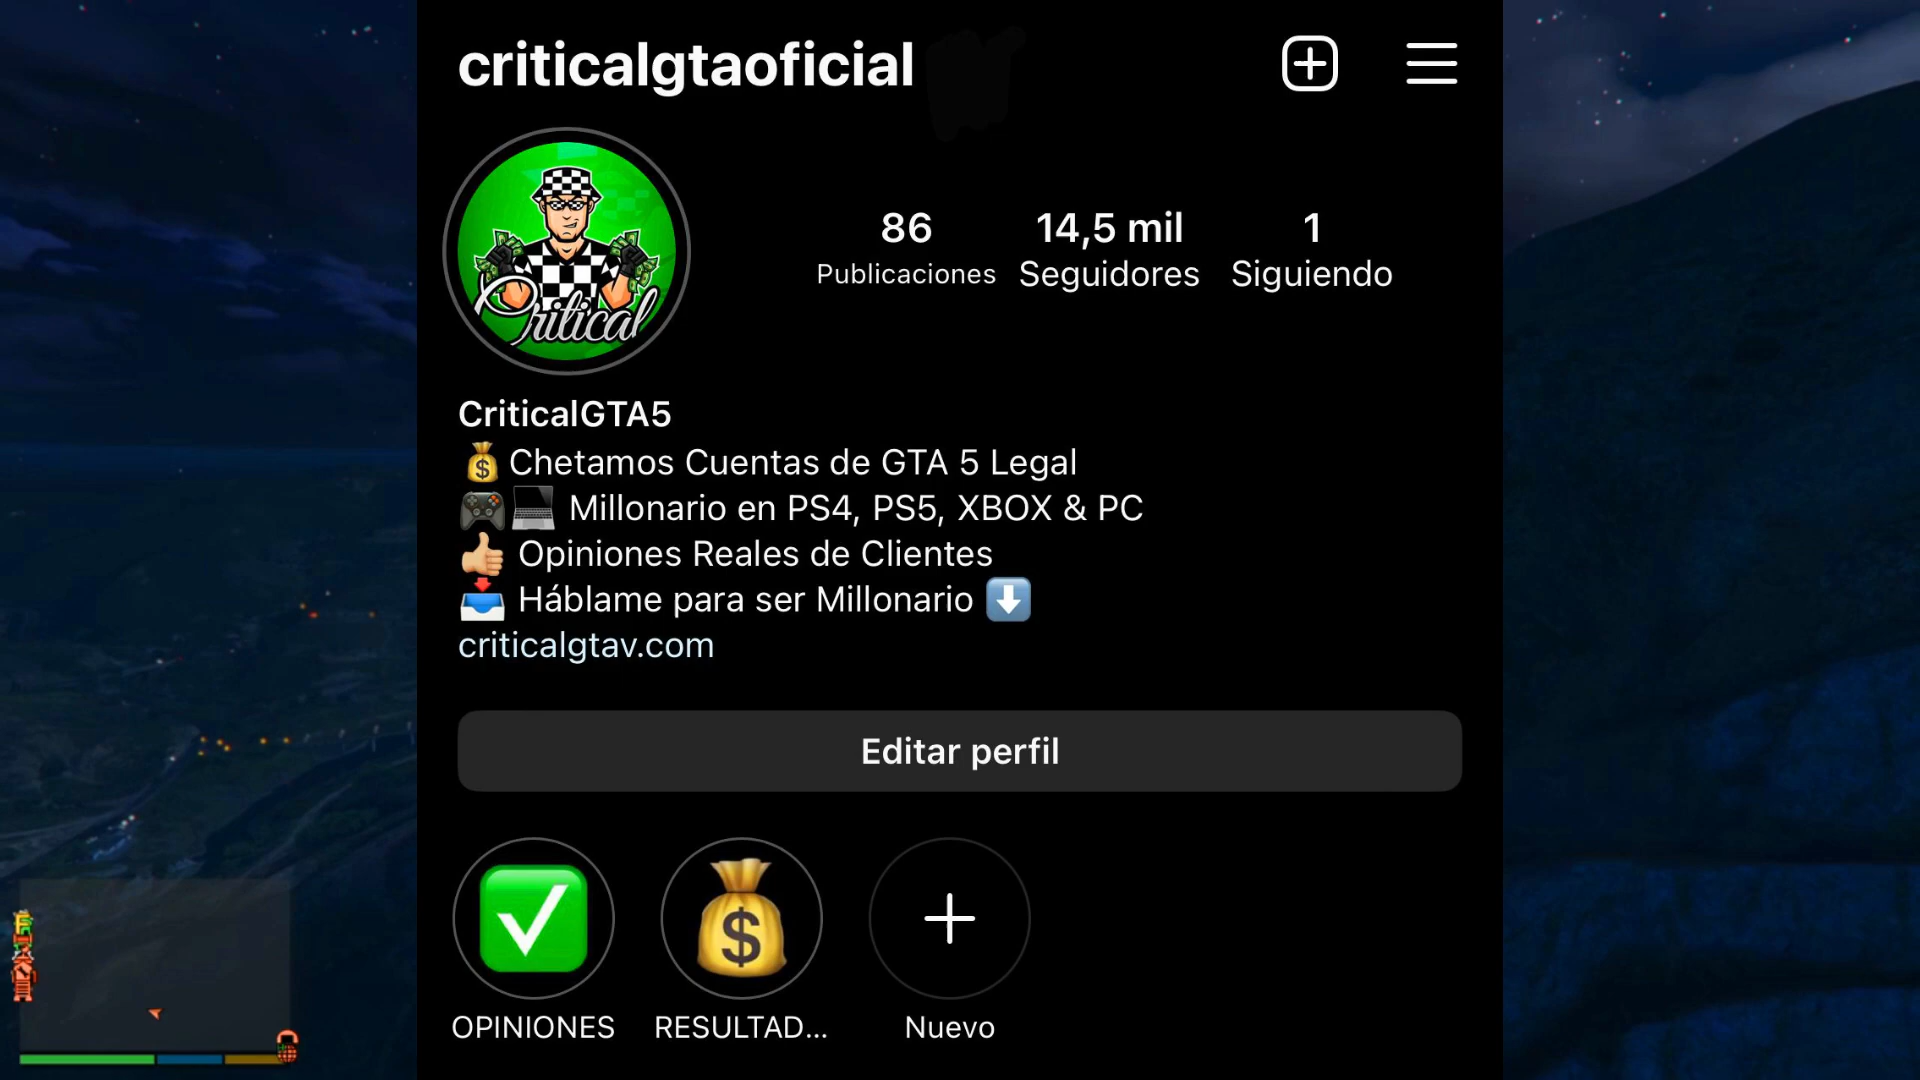 criticalgtaoficial
Critical
86
Publicaciones
14,5 mil
Seguidores
1
Siguiendo
CriticalGTA5
💰Chetamos Cuentas de GTA 5 Legal
🎮💻 Millonario en PS4, PS5, XBOX & PC
👍🏼 Opiniones Reales de Clientes
📥 Háblame para ser Millonario ⬇️
criticalgtav.com
Editar perfil
OPINIONES
RESULTAD...
Nuevo